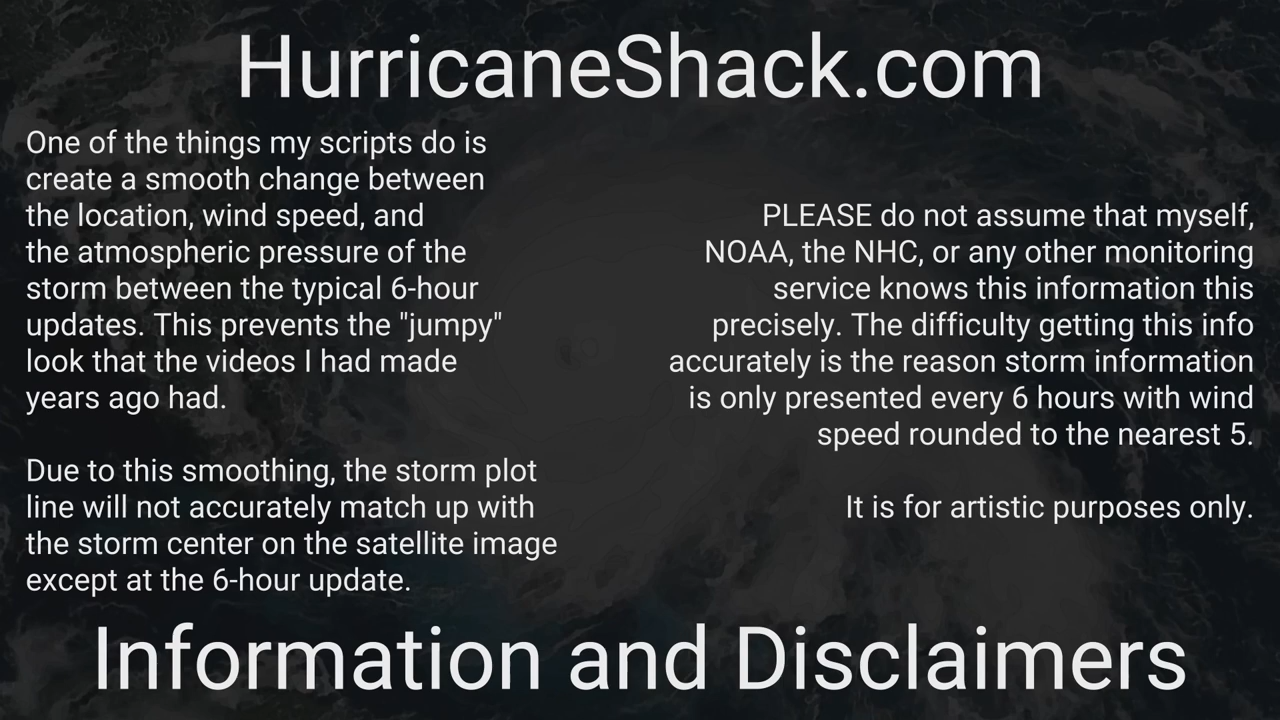 HurricaneShack.com
One of the things my scripts do is
create a smooth change between
the location, wind speed, and
the atmospheric pressure of the
storm between the typical 6-hour
updates. This prevents the "jumpy"
look that the videos I had made
years ago had.
Due to this smoothing, the storm plot
line will not accurately match up with
the storm center on the satellite image
except at the 6-hour update.
PLEASE do not assume that myself,
NOAA, the NHC, or any other monitoring
service knows this information this
precisely. The difficulty getting this info
accurately is the reason storm information
is only presented every 6 hours with wind
speed rounded to the nearest 5.
It is for artistic purposes only.
Information and Disclaimers